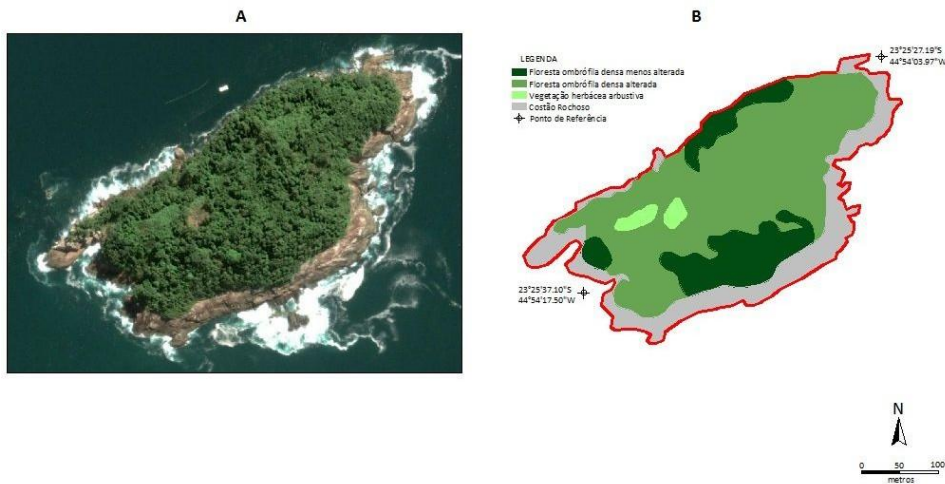 A
B
LEGENDA
Floresta ombrófila densa menos alterada
Floresta ombrófila densa alterada
Vegetação herbácea arbustiva
Costão Rochoso
Ponto de Referência
23°25'27.19"S
44°54'03.97"W
23°25'37.10"S
44°54'17.50"W
N
0 50 100
metros